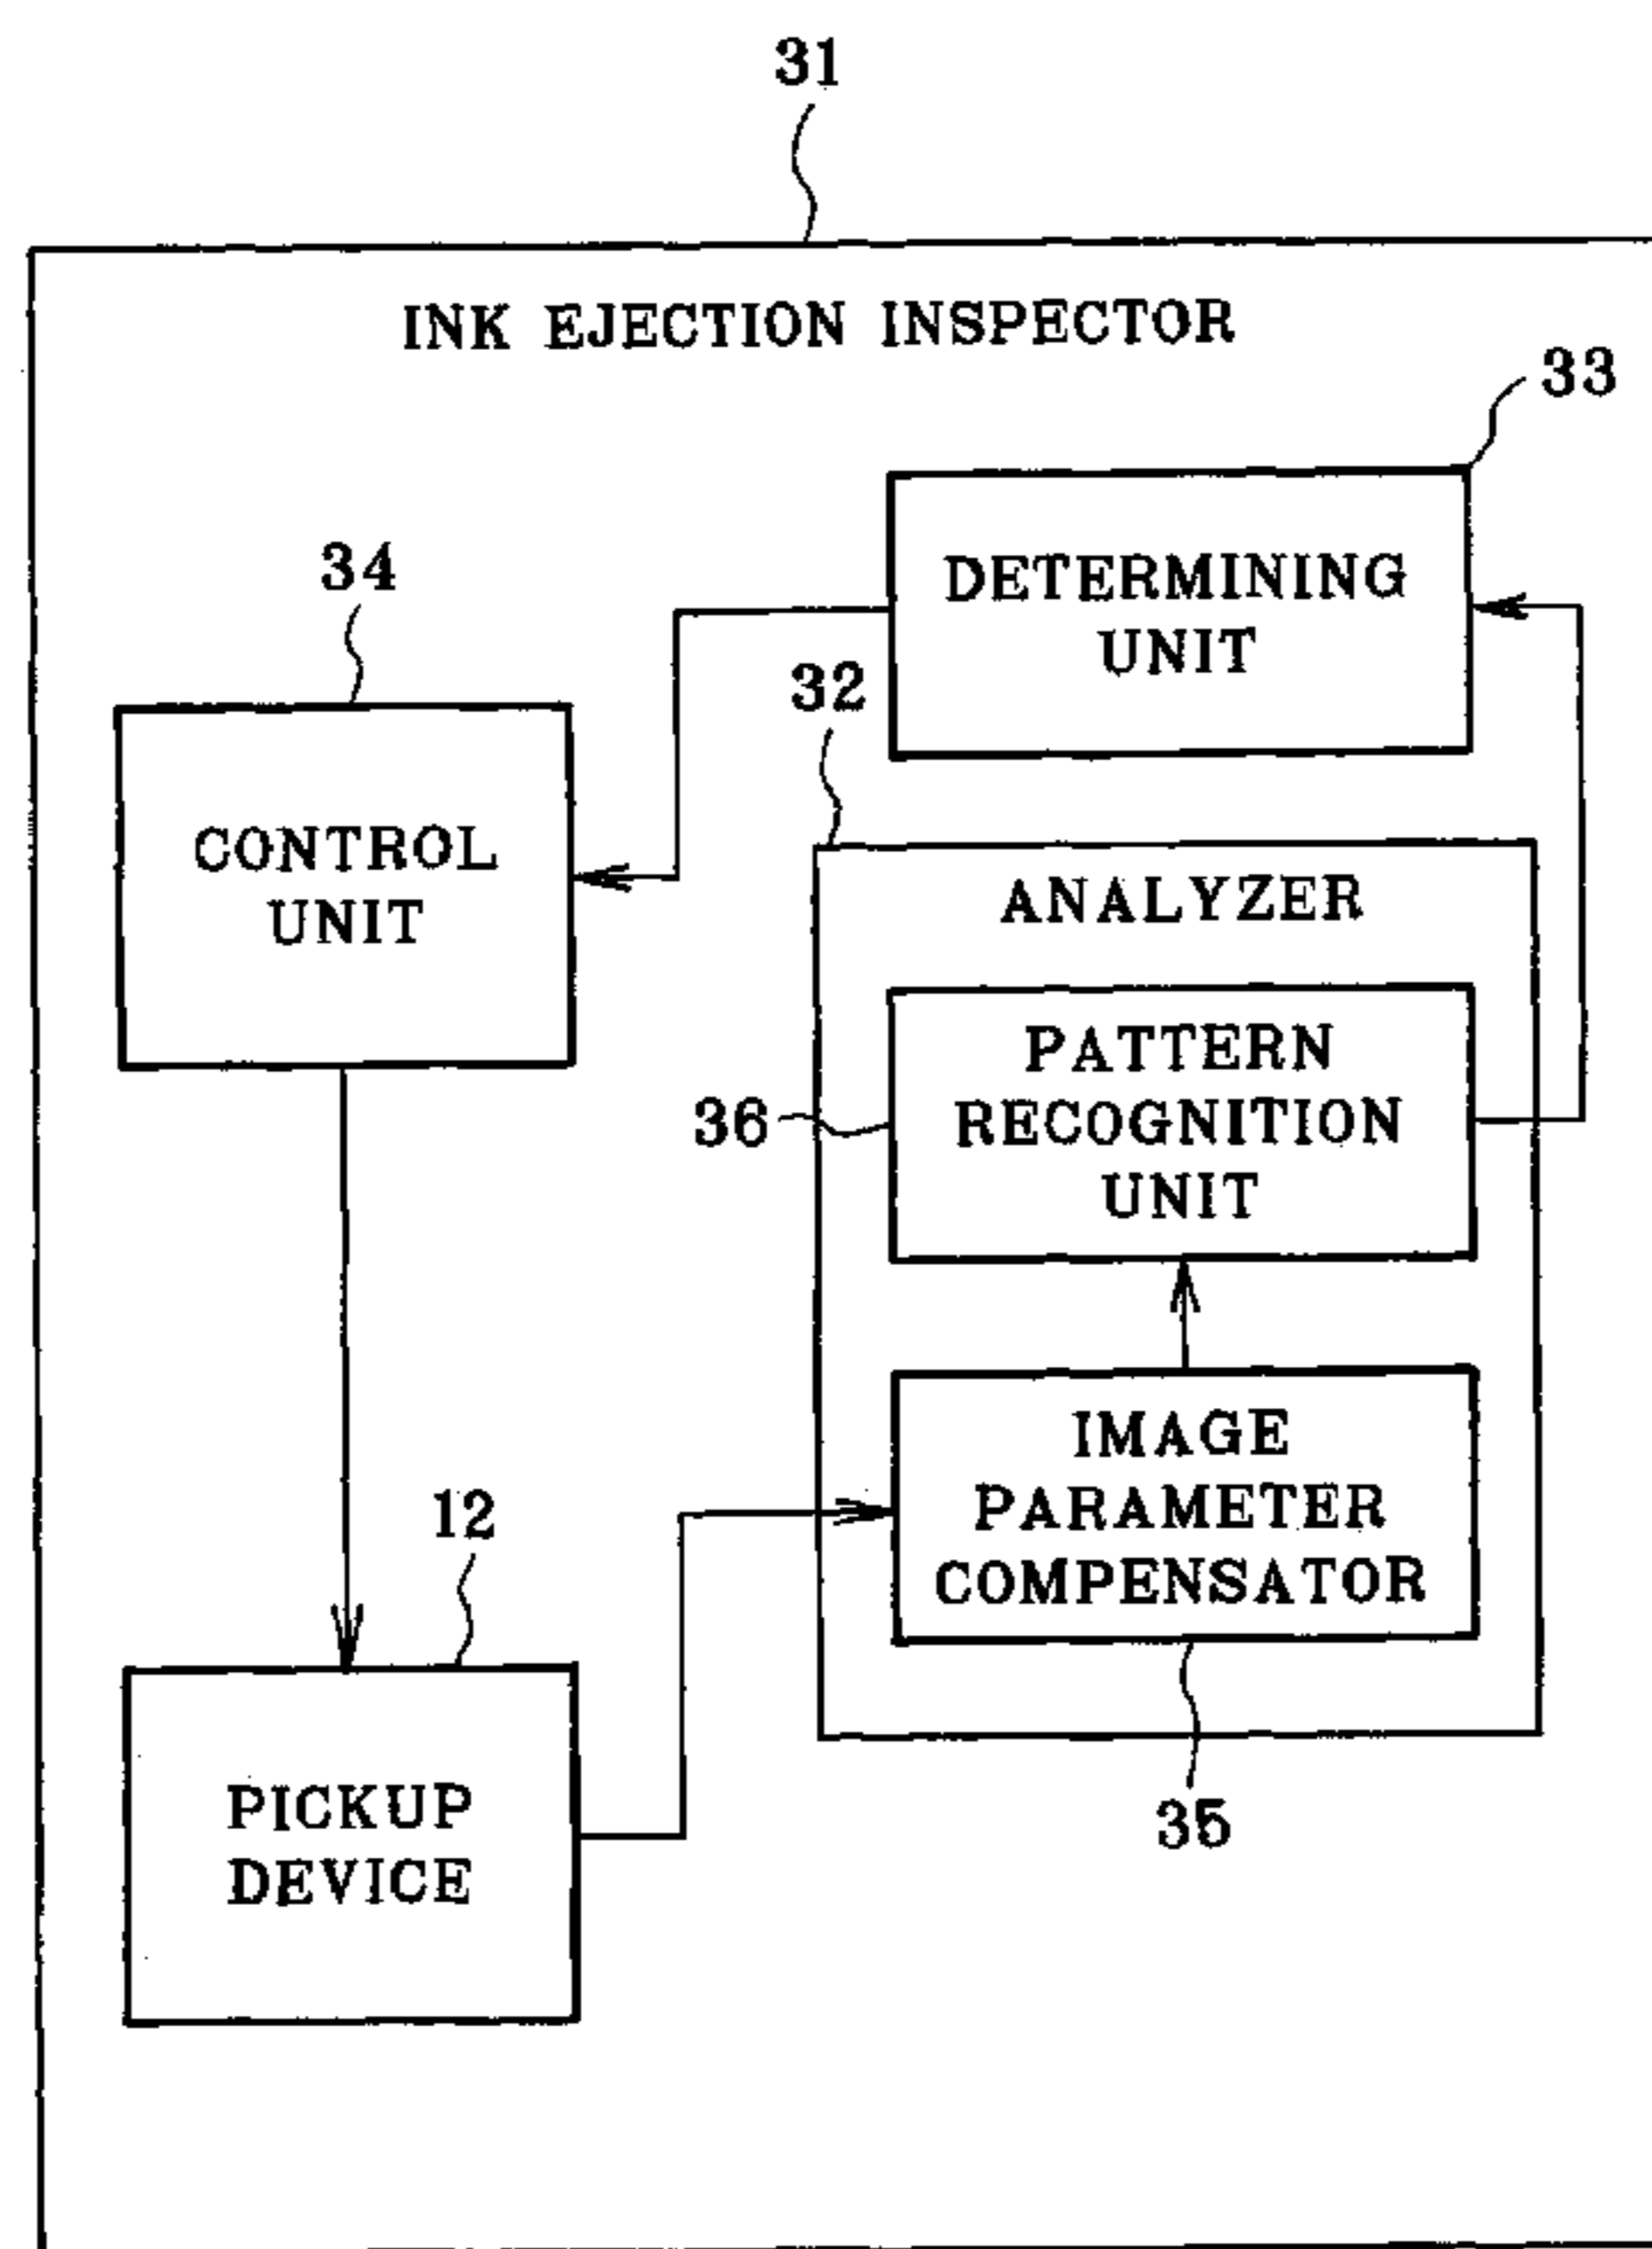 31
INK EJECTION INSPECTOR
33
DETERMINING
UNIT
34
32
CONTROL
UNIT
ANALYZER
PATTERN
RECOGNITION
UNIT
36
IMAGE
PARAMETER
COMPENSATOR
12
35
PICKUP
DEVICE